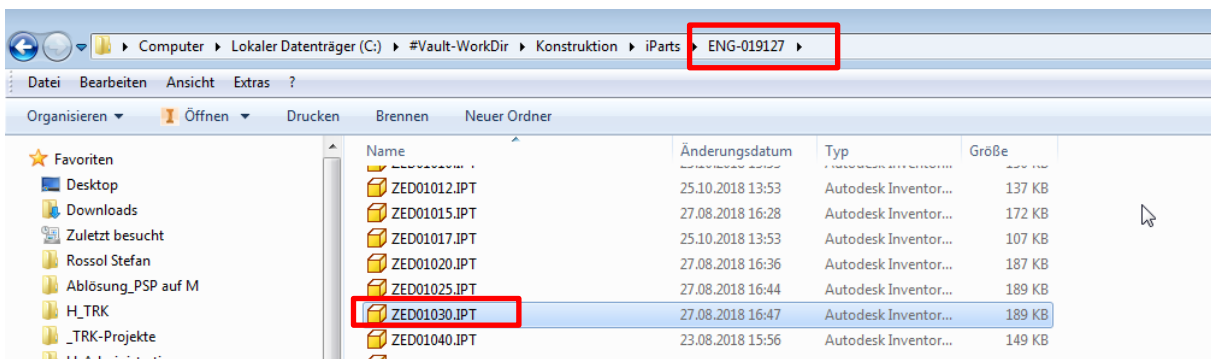 Computer Lokaler Datenträger (C:) #Vault-WorkDir Konstruktion iParts ENG-019127
Datei Bearbeiten Ansicht Extras ?
Organisieren Öffnen Drucken Brennen Neuer Ordner
Favoriten
Desktop
Downloads
Zuletzt besucht
Rossol Stefan
Ablösung_PSP auf M
H_TRK
_TRK-Projekte
Name Änderungsdatum Typ Größe
ZED01012.IPT 25.10.2018 13:53 Autodesk Inventor... 137 KB
ZED01015.IPT 27.08.2018 16:28 Autodesk Inventor... 172 KB
ZED01017.IPT 25.10.2018 13:53 Autodesk Inventor... 107 KB
ZED01020.IPT 27.08.2018 16:36 Autodesk Inventor... 187 KB
ZED01025.IPT 27.08.2018 16:44 Autodesk Inventor... 189 KB
ZED01030.IPT 27.08.2018 16:47 Autodesk Inventor... 189 KB
ZED01040.IPT 23.08.2018 15:56 Autodesk Inventor... 149 KB